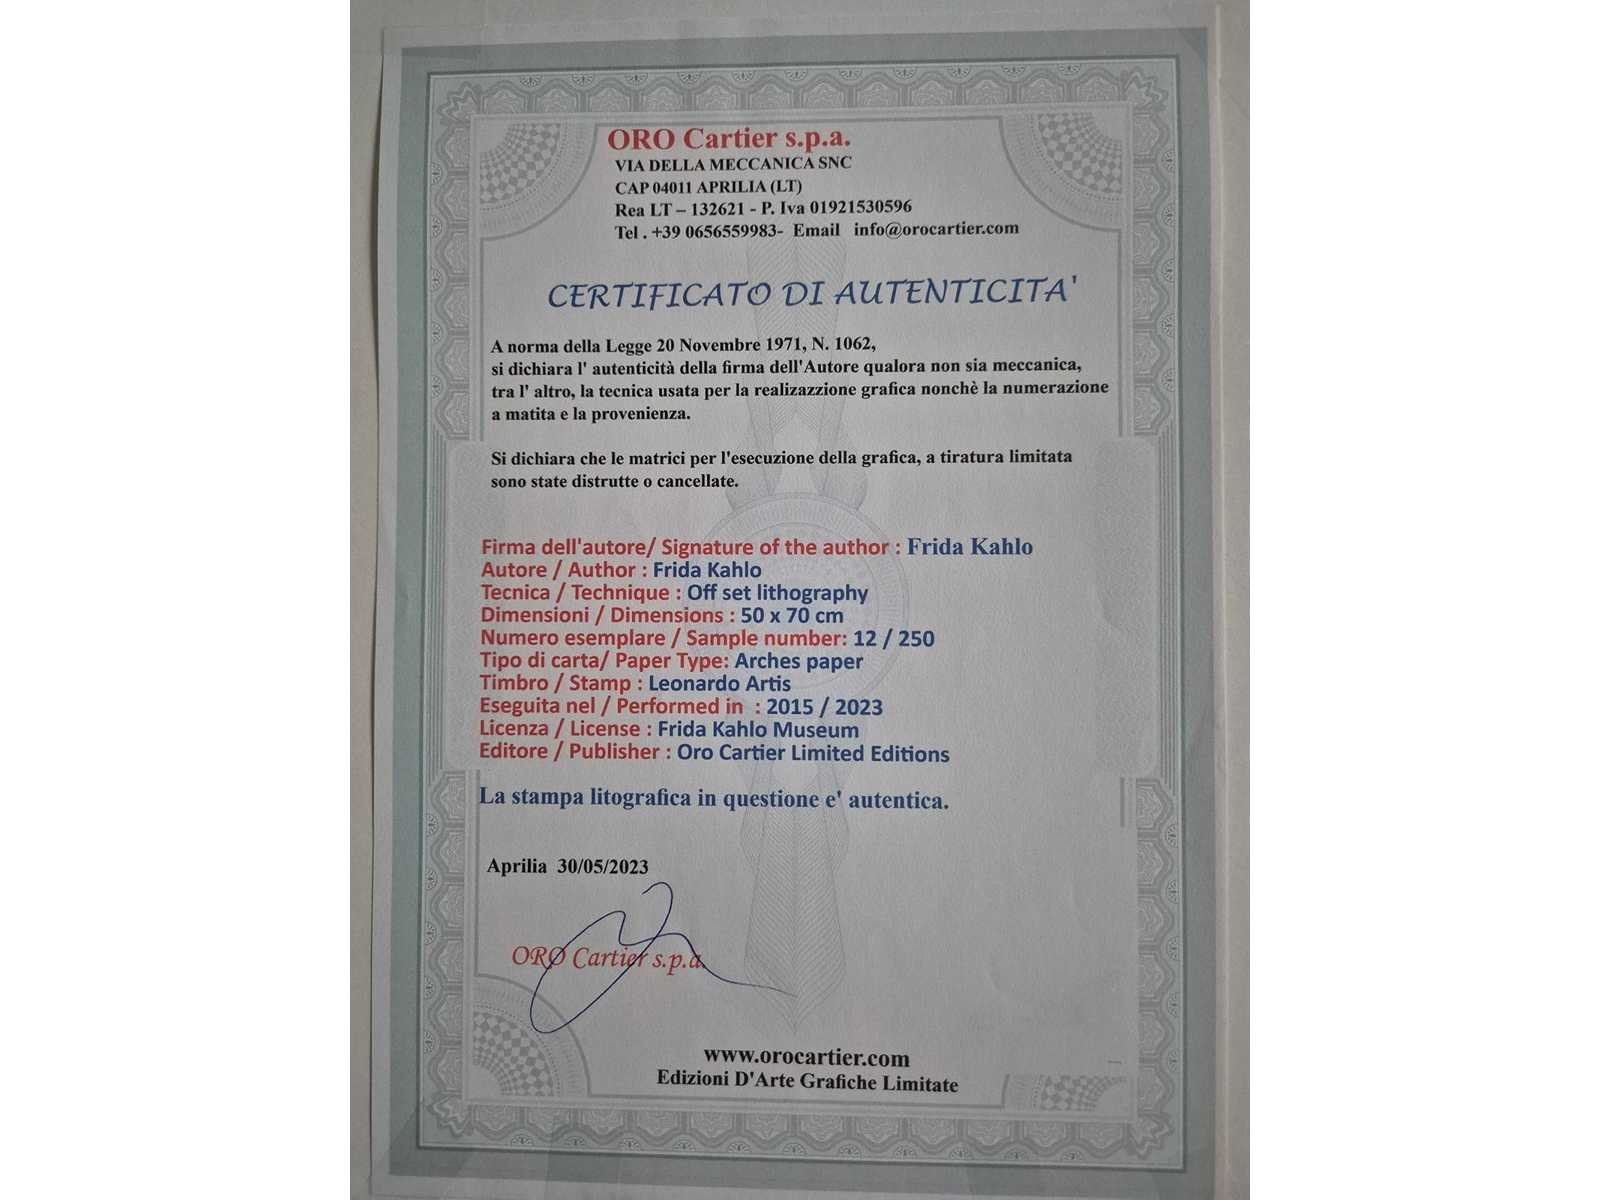 ORO Cartier s.p.a.
VIA DELLA MECCANICA SNC
CAP 04011 APRILIA (LT)
Rea LT – 132621 - P. Iva 01921530596
Tel . +39 0656559983- Email info@orocartier.com
CERTIFICATO DI AUTENTICITA'
A norma della Legge 20 Novembre 1971, N. 1062,
si dichiara l' autenticità della firma dell'Autore qualora non sia meccanica,
tra l' altro, la tecnica usata per la realizazzione grafica nonchè la numerazione
a matita e la provenienza.
Si dichiara che le matrici per l'esecuzione della grafica, a tiratura limitata
sono state distrutte o cancellate.
Firma dell'autore/ Signature of the author : Frida Kahlo
Autore / Author : Frida Kahlo
Tecnica / Technique : Off set lithography
Dimensioni / Dimensions : 50 x 70 cm
Numero esemplare / Sample number: 12 / 250
Tipo di carta/ Paper Type: Arches paper
Timbro / Stamp : Leonardo Artis
Eseguita nel / Performed in : 2015 / 2023
Licenza / License : Frida Kahlo Museum
Editore / Publisher : Oro Cartier Limited Editions
La stampa litografica in questione e' autentica.
Aprilia 30/05/2023
ORO Cartier s.p.a.
www.orocartier.com
Edizioni D'Arte Grafiche Limitate